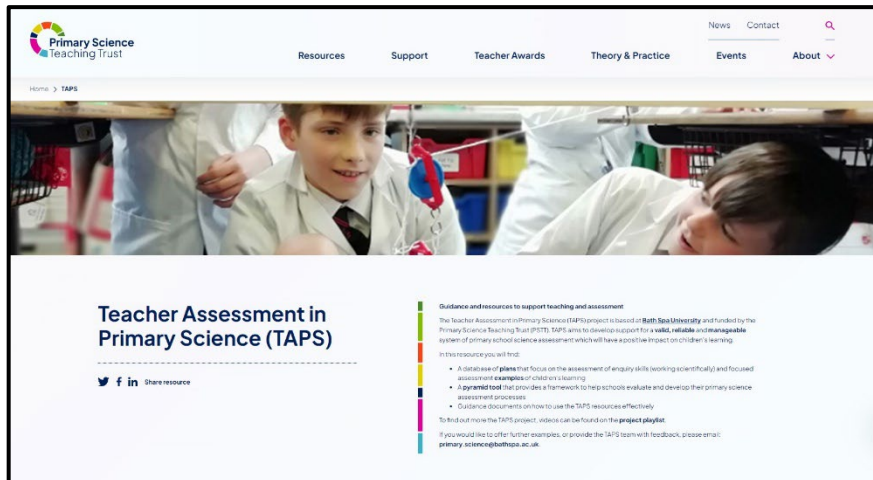 News Contact
Primary Science
Teaching Trust
Resources Support Teacher Awards Theory & Practice Events About
Home > TAPS
Teacher Assessment in
Primary Science (TAPS)
Share resource
Guidance and resources to support teaching and assessment
The Teacher Assessment in Primary Science (TAPS) project is based at Bath Spa University and funded by the
Primary Science Teaching Trust (PSTT). TAPS aims to develop support for a valid, reliable and manageable
system of primary school science assessment which will have a positive impact on children's learning.
In this resource you will find:
• A database of plans that focus on the assessment of enquiry skills (working scientifically) and focused
assessment examples of children's learning
• A pyramid tool that provides a framework to help schools evaluate and develop their primary science
assessment processes
• Guidance documents on how to use the TAPS resources effectively
To find out more the TAPS project, videos can be found on the project playlist.
If you would like to offer further examples, or provide the TAPS team with feedback, please email:
primary.science@bathspa.ac.uk.